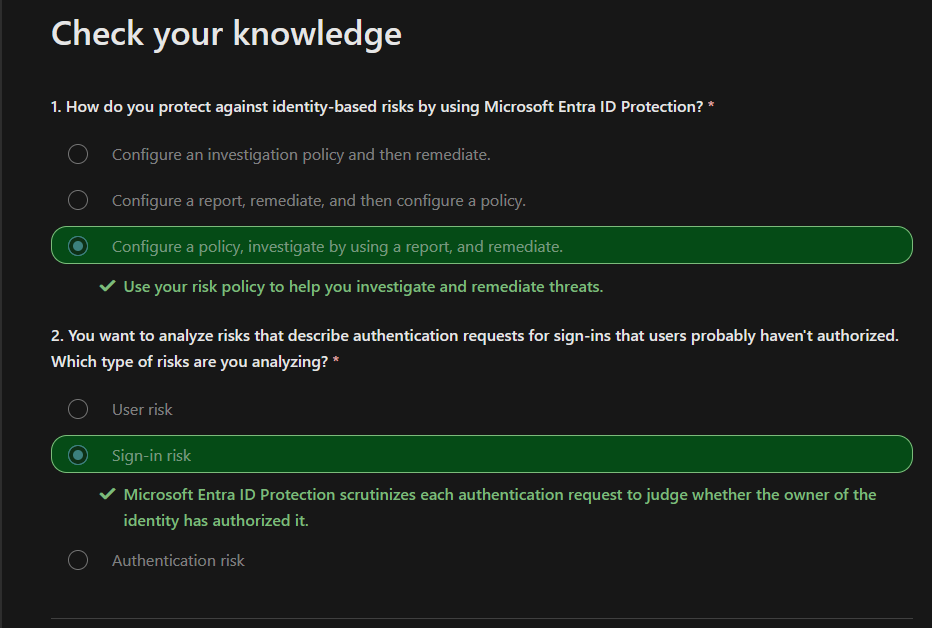 Check your knowledge
1. How do you protect against identity-based risks by using Microsoft Entra ID Protection? *
Configure an investigation policy and then remediate.
Configure a report, remediate, and then configure a policy.
Configure a policy, investigate by using a report, and remediate.
Use your risk policy to help you investigate and remediate threats.
2. You want to analyze risks that describe authentication requests for sign-ins that users probably haven't authorized.
Which type of risks are you analyzing? *
User risk
Sign-in risk
Microsoft Entra ID Protection scrutinizes each authentication request to judge whether the owner of the
identity has authorized it.
Authentication risk